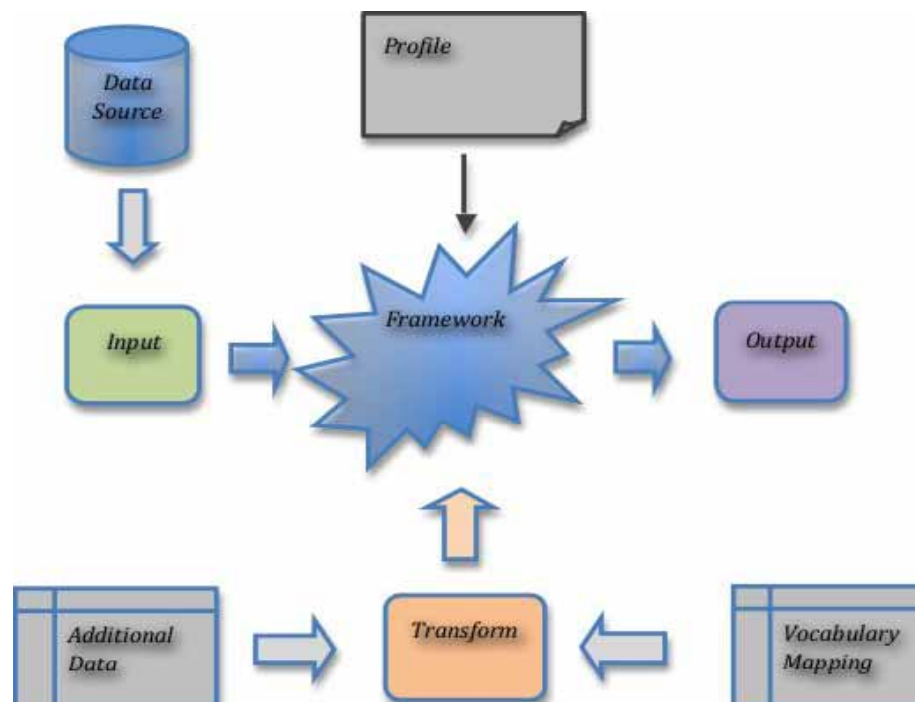 Data
Source
Profile
Input
Framework
Output
Additional
Data
Transform
Vocabulary
Mapping